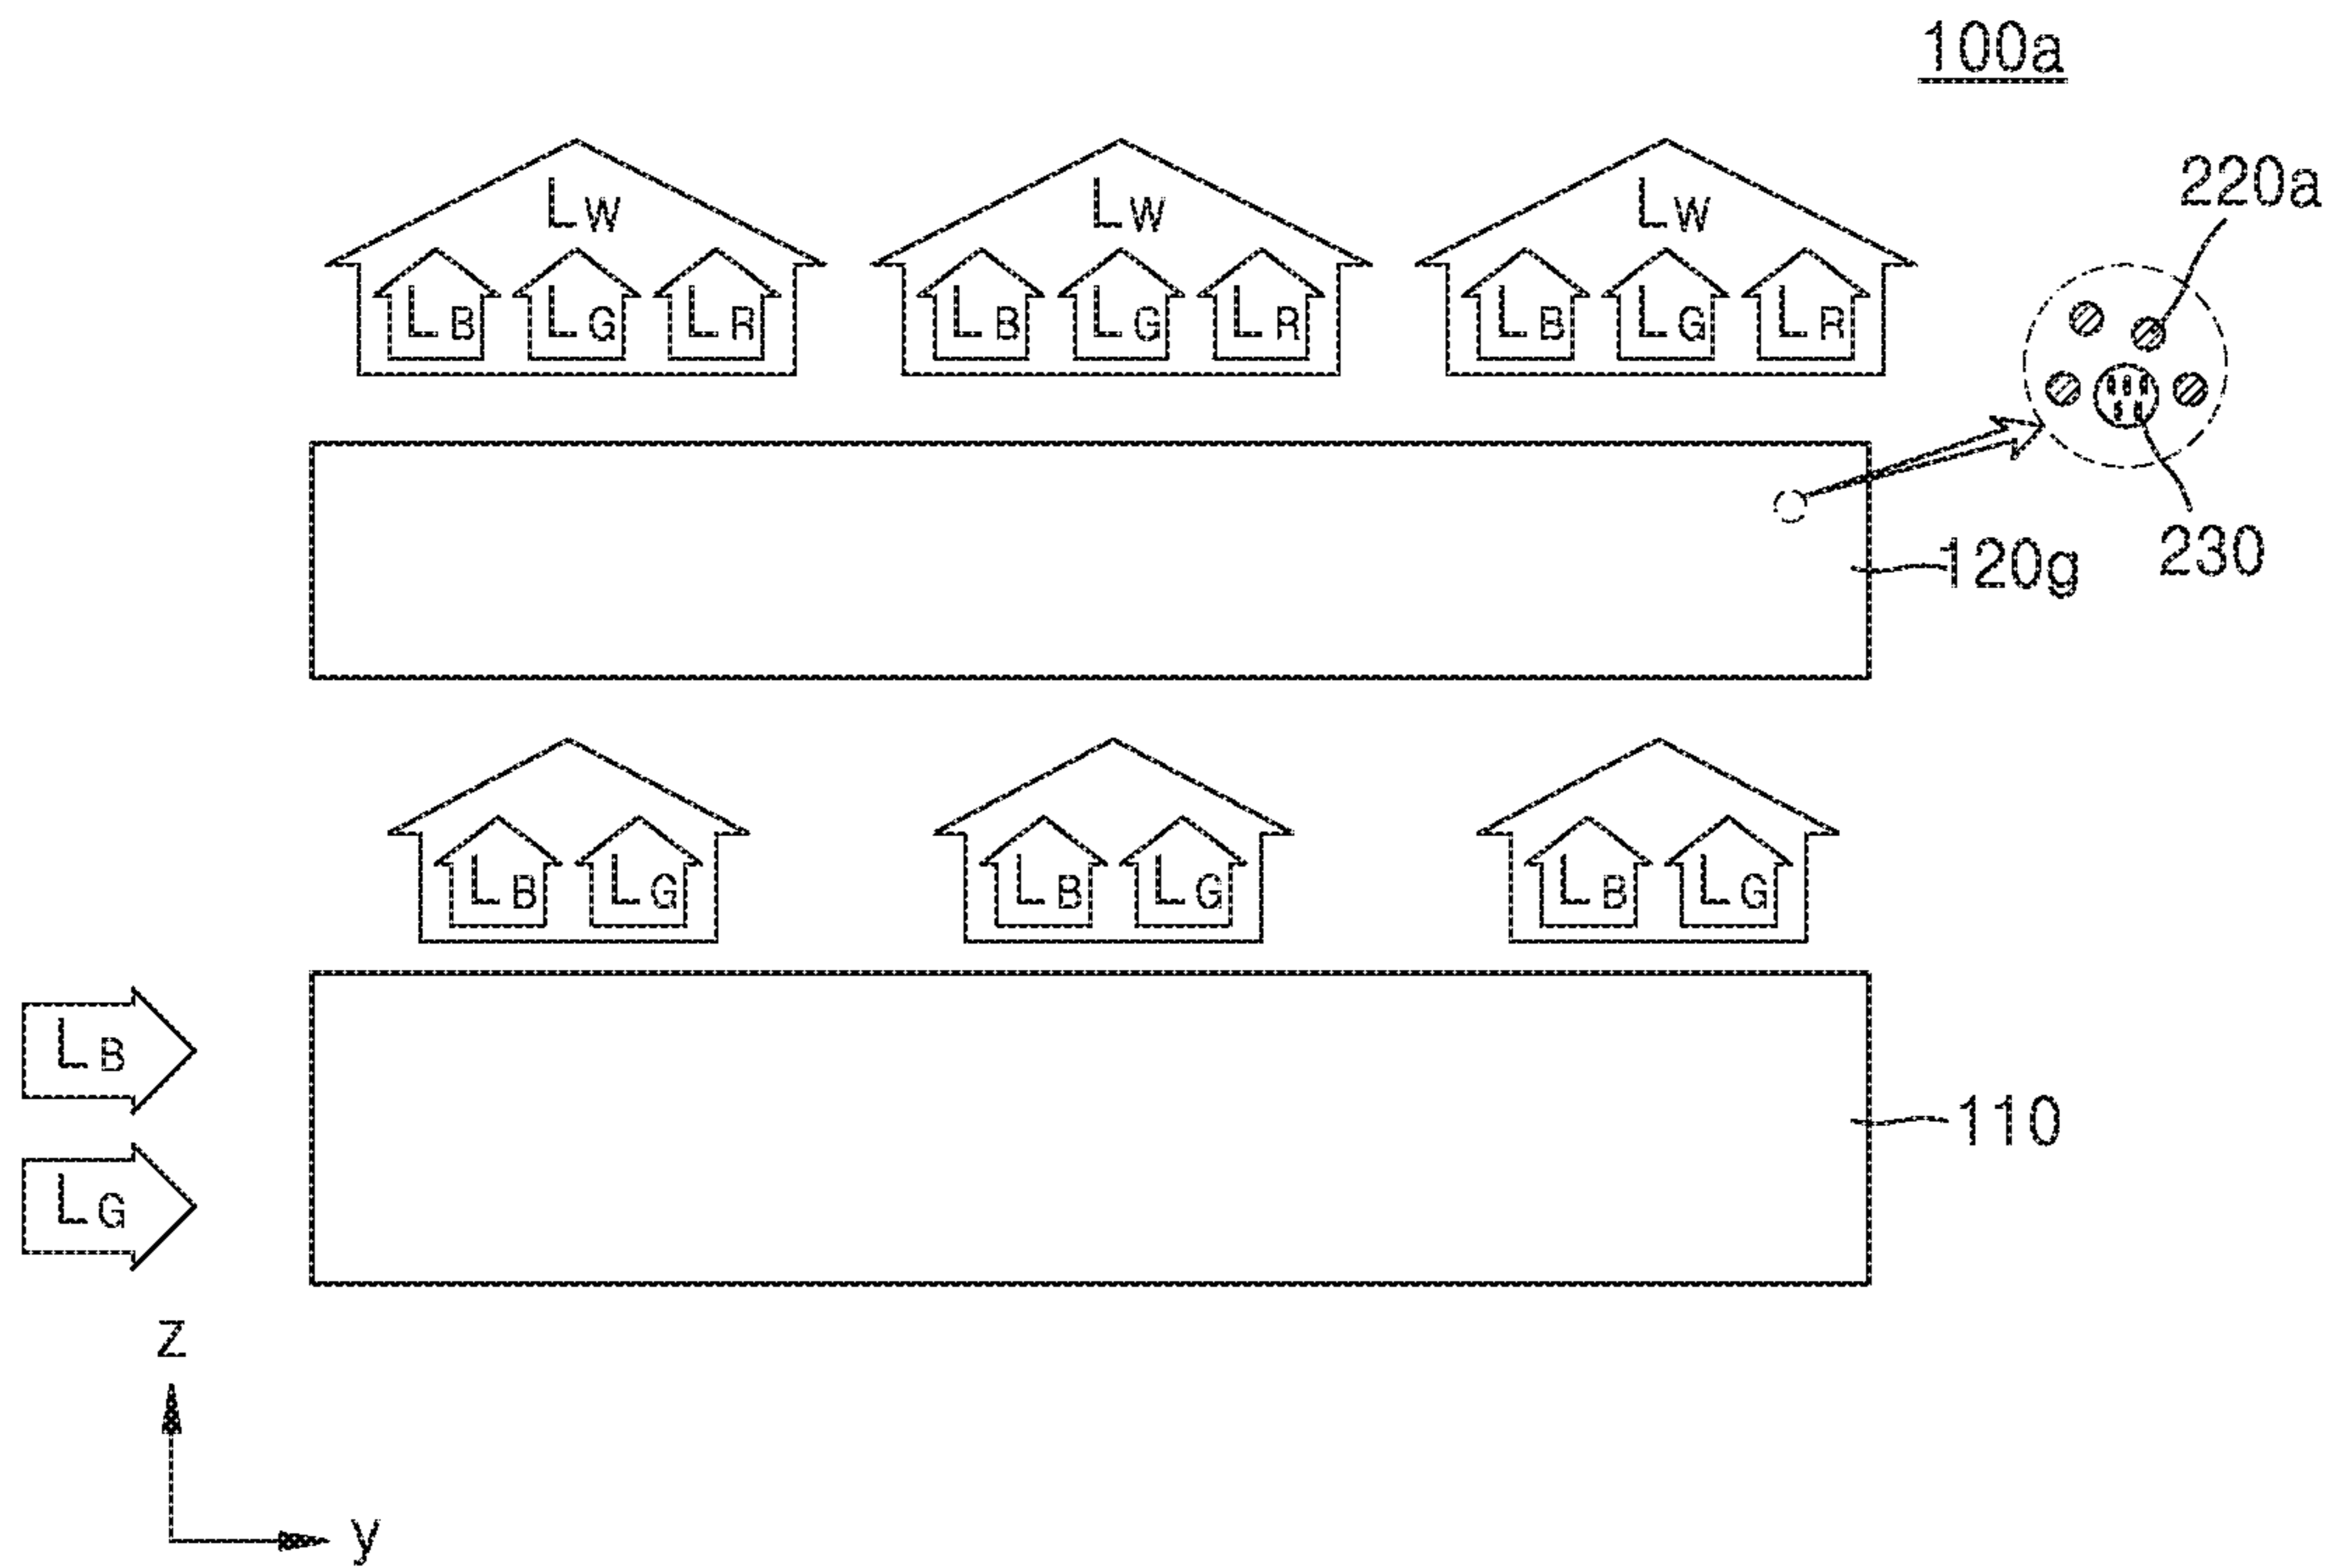 100a
220a
LW LW LW
LB LG LR LB LG LR LB LG LR
230
120g
LB LG LB LG LB LG
LB
110
LG
z
y